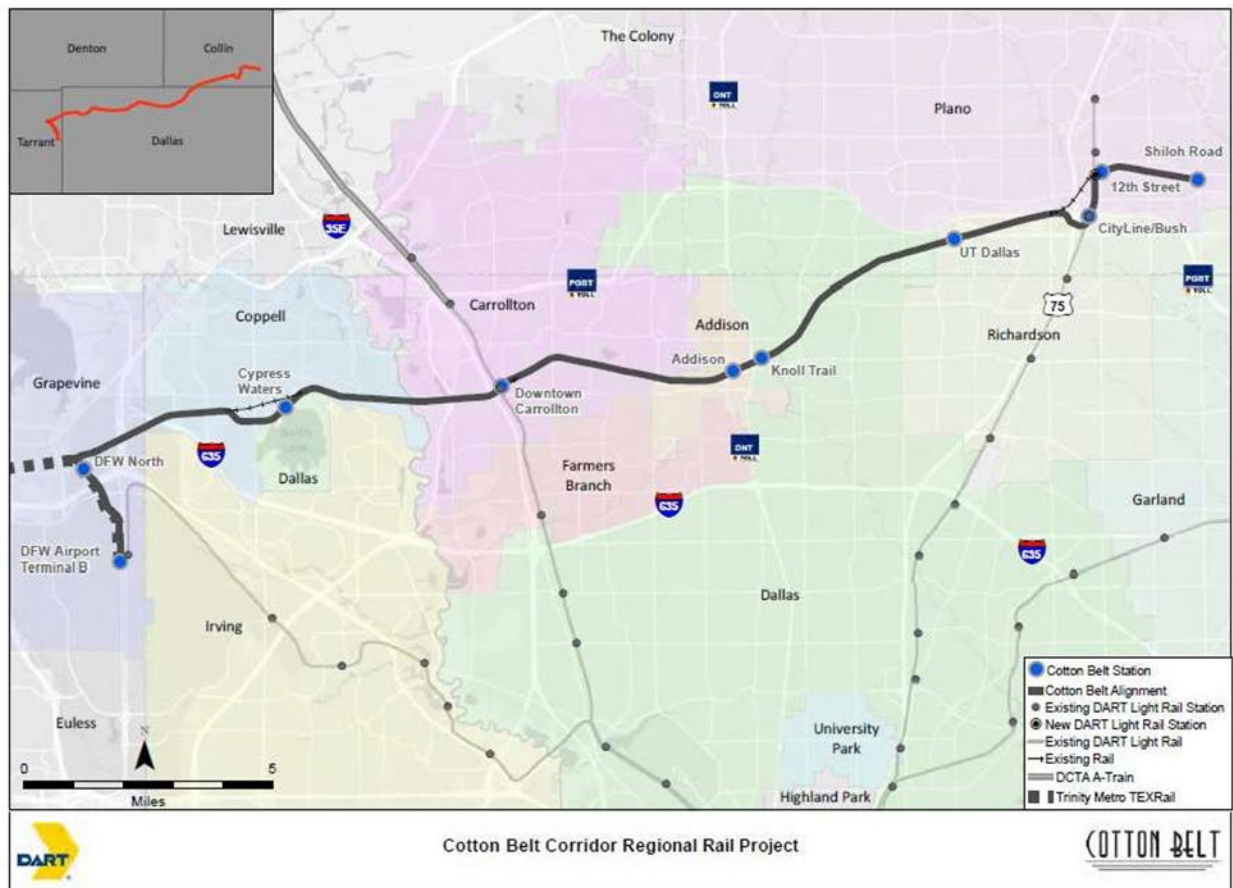 Denton
Collin
Tarrant
Dallas
The Colony
DNT
TOLL
Plano
Shiloh Road
12th Street
CityLine/Bush
Lewisville
35E
UT Dallas
PGBT
TOLL
PGBT
TOLL
Carrollton
75
Coppell
Addison
Richardson
Grapevine
Cypress
Waters
Addison
Knoll Trail
Downtown
Carrollton
635
DFW North
Dallas
DNT
TOLL
Farmers
Branch
635
Garland
DFW Airport
Terminal B
635
Dallas
Irving
Euless
University
Park
Highland Park
N
0
5
Miles
Cotton Belt Station
Cotton Belt Alignment
Existing DART Light Rail Station
New DART Light Rail Station
Existing DART Light Rail
Existing Rail
DCTA A-Train
Trinity Metro TEXRail
DART
Cotton Belt Corridor Regional Rail Project
COTTON BELT